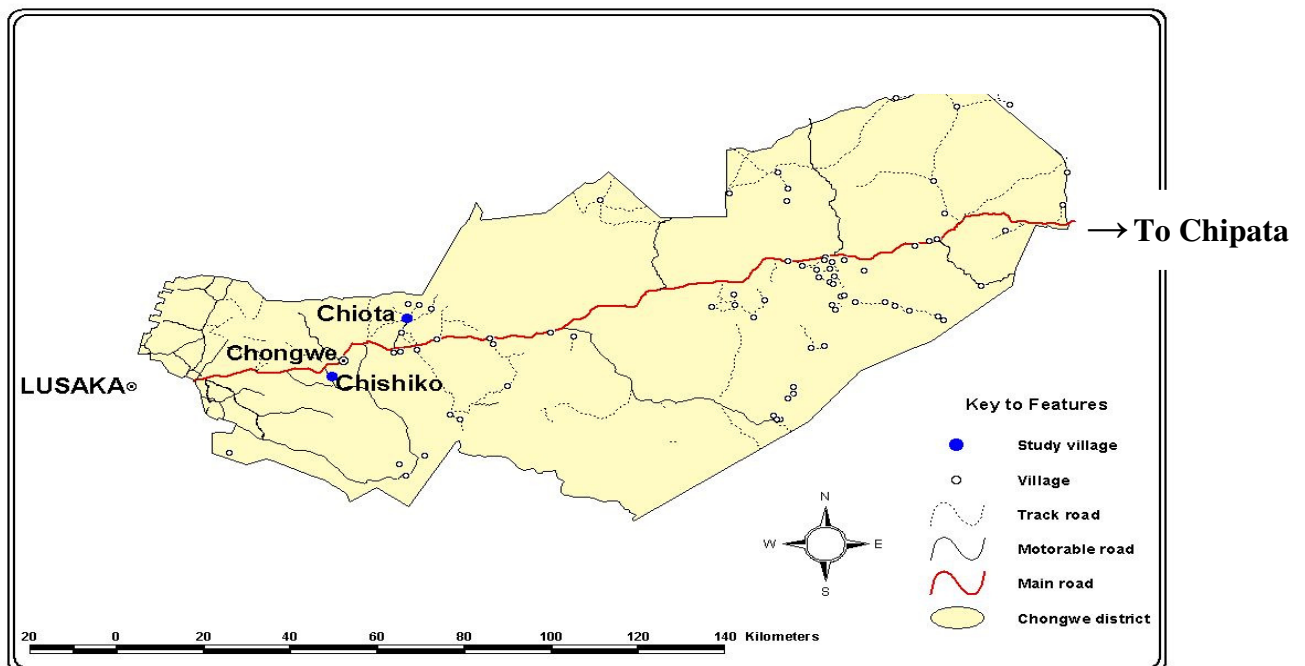 → To Chipata
Chiota
Chongwe
LUSAKA
Chishiko
Key to Features
Study village
Village
Track road
Motorable road
Main road
Chongwe district
N
W E
S
20 0 20 40 60 80 100 120 140 Kilometers